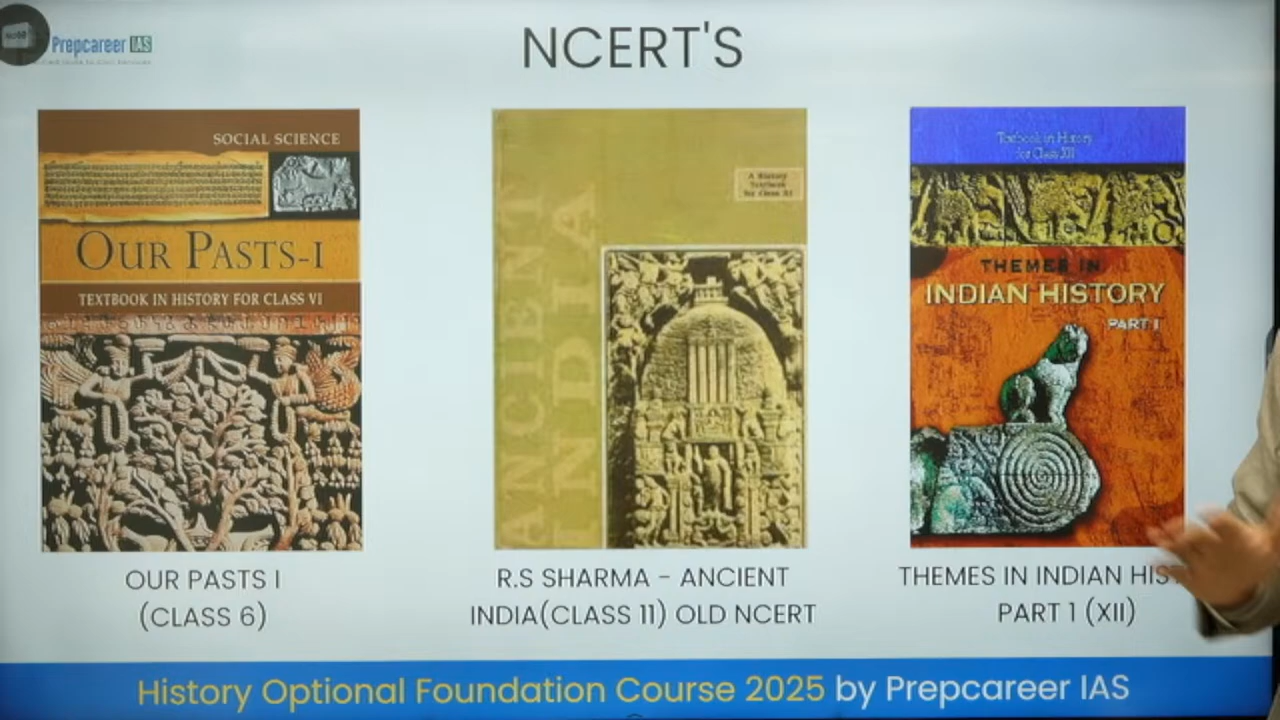 Prepcareer IAS
NCERT'S
SOCIAL SCIENCE
OUR PASTS-I
TEXTBOOK IN HISTORY FOR CLASS VI
ANCIENT
INDIA
A History
Textbook
for Class XI
Textbook in History
for Class XII
THEMES IN
INDIAN HISTORY
PART I
OUR PASTS I
(CLASS 6)
R.S SHARMA - ANCIENT
INDIA(CLASS 11) OLD NCERT
THEMES IN INDIAN HIS
PART 1 (XII)
History Optional Foundation Course 2025 by Prepcareer IAS